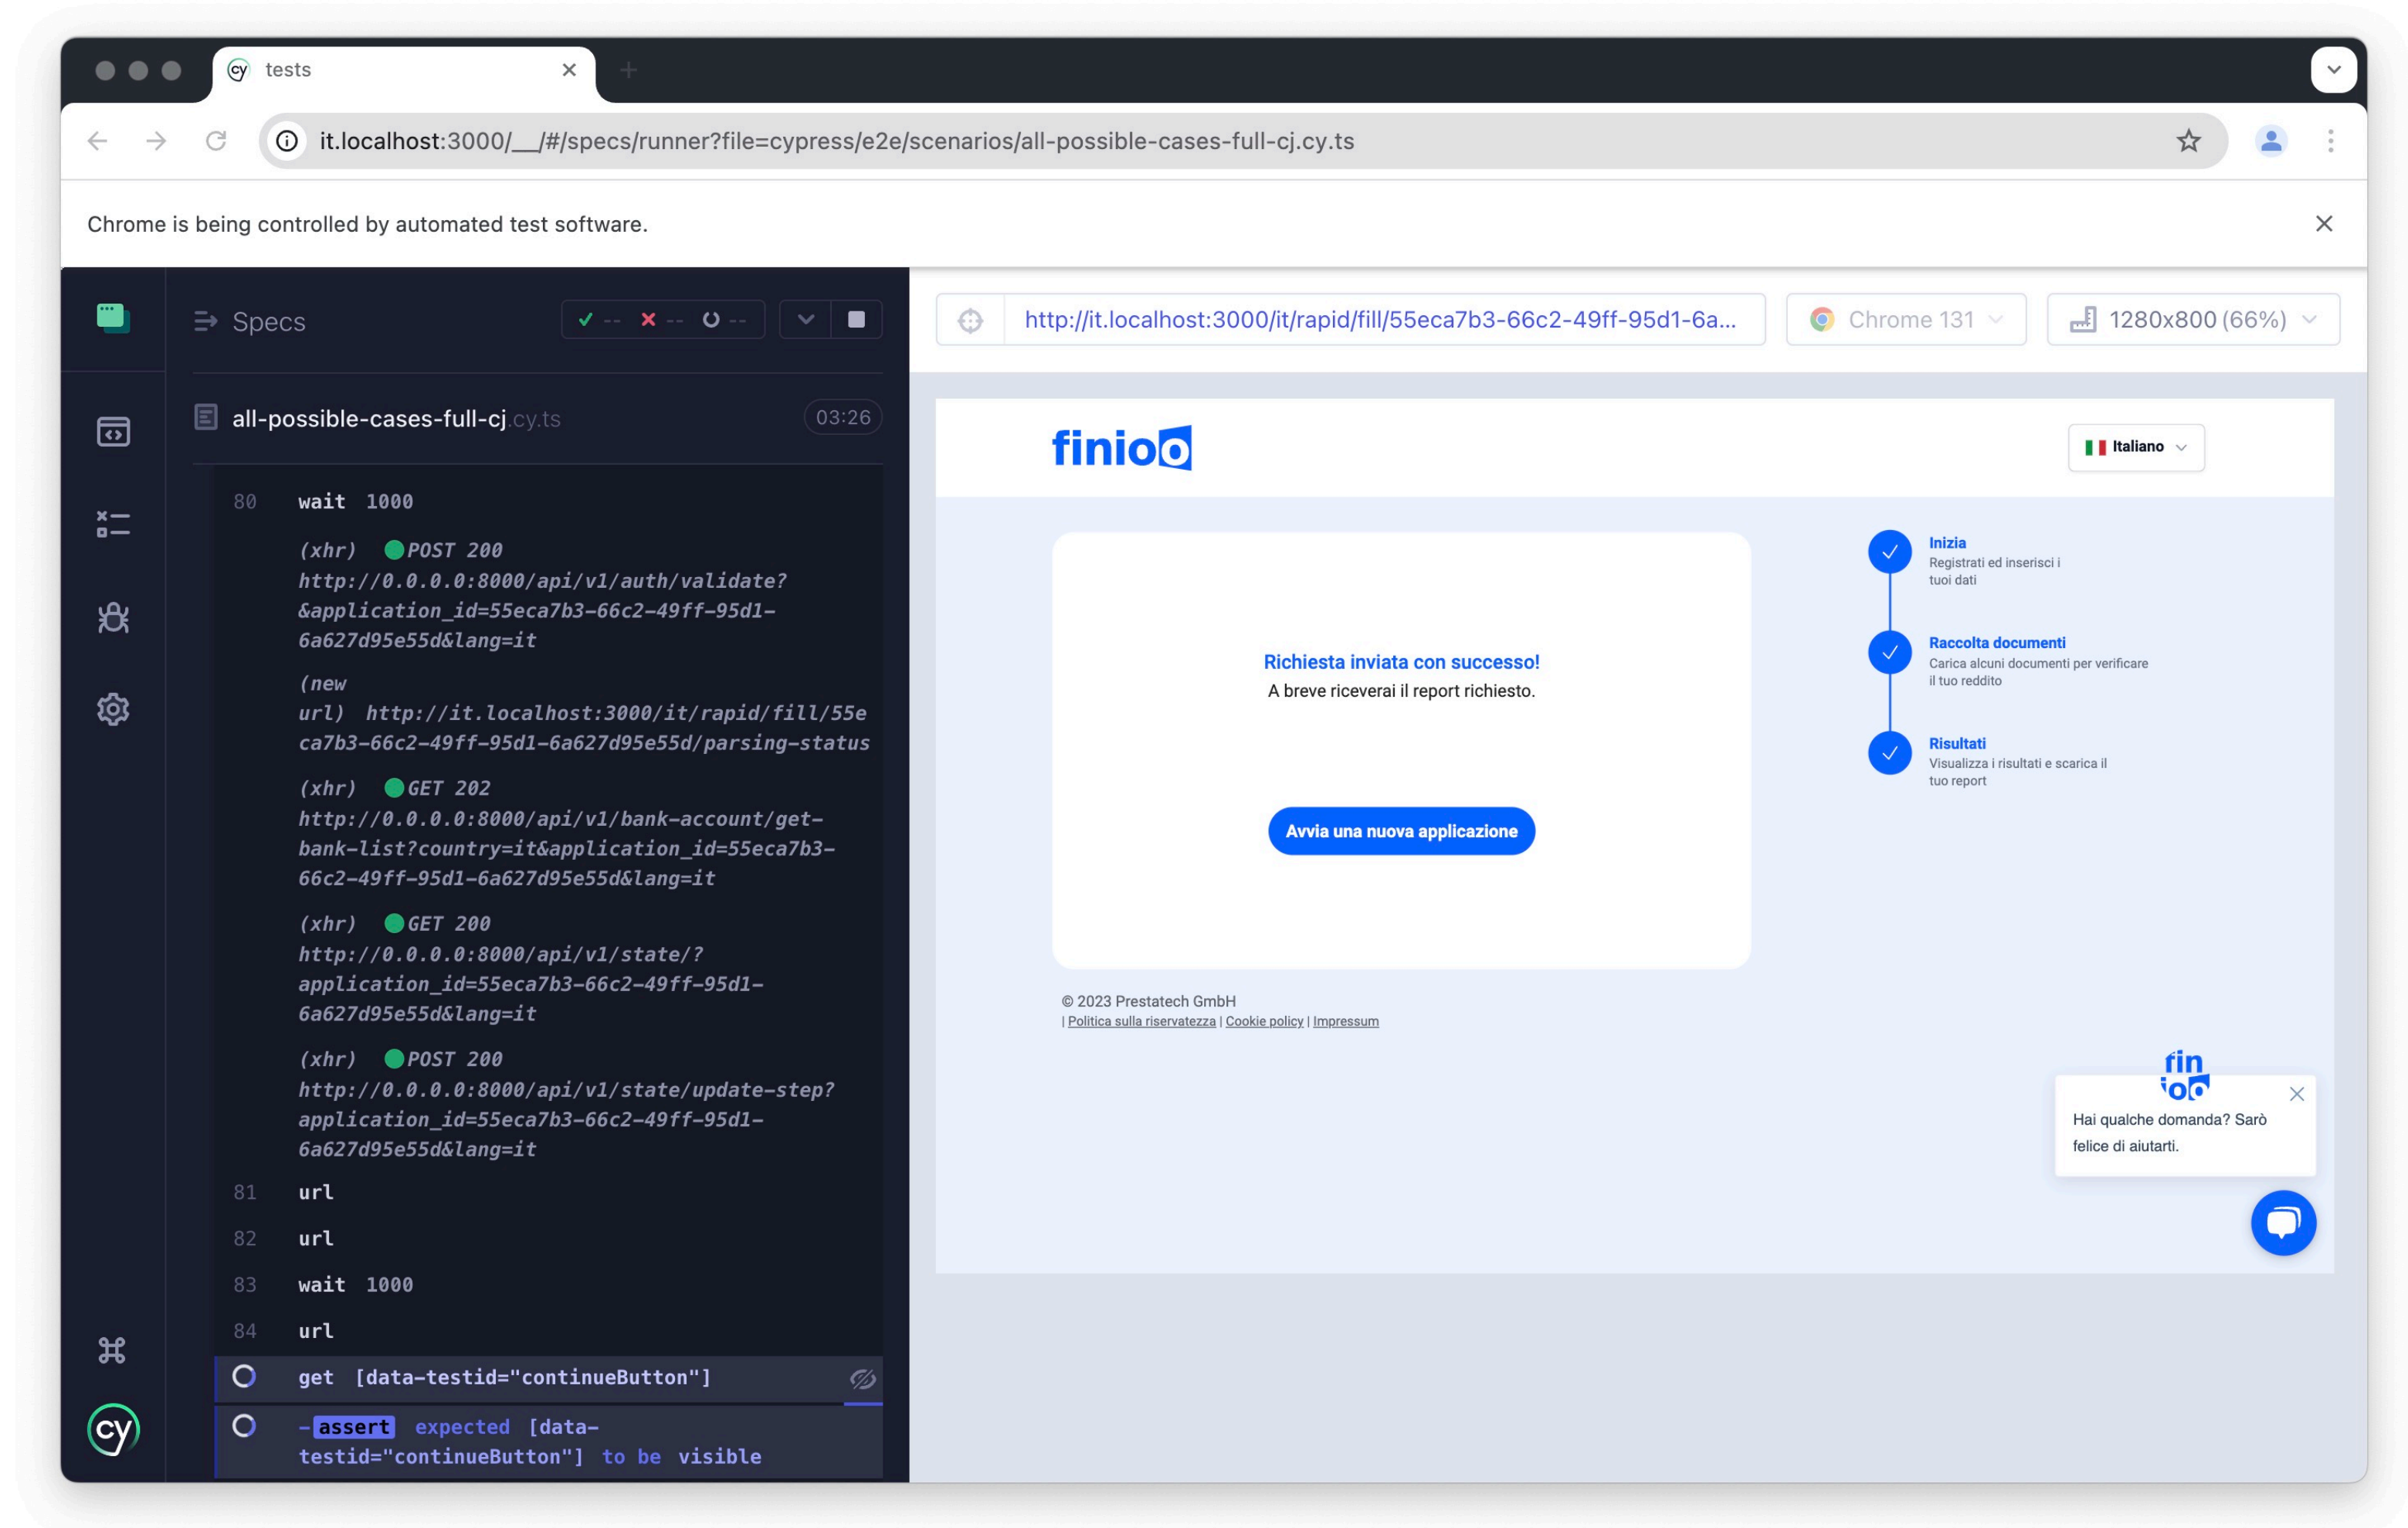 tests
it.localhost:3000/__/#/specs/runner?file=cypress/e2e/scenarios/all-possible-cases-full-cj.cy.ts
Chrome is being controlled by automated test software.
Specs
--
--
--
all-possible-cases-full-cj.cy.ts
03:26
80 wait 1000
(xhr) POST 200
http://0.0.0.0:8000/api/v1/auth/validate?
&application_id=55eca7b3-66c2-49ff-95d1-
6a627d95e55d&lang=it
(new
url) http://it.localhost:3000/it/rapid/fill/55e
ca7b3-66c2-49ff-95d1-6a627d95e55d/parsing-status
(xhr) GET 202
http://0.0.0.0:8000/api/v1/bank-account/get-
bank-list?country=it&application_id=55eca7b3-
66c2-49ff-95d1-6a627d95e55d&lang=it
(xhr) GET 200
http://0.0.0.0:8000/api/v1/state/?
application_id=55eca7b3-66c2-49ff-95d1-
6a627d95e55d&lang=it
(xhr) POST 200
http://0.0.0.0:8000/api/v1/state/update-step?
application_id=55eca7b3-66c2-49ff-95d1-
6a627d95e55d&lang=it
81 url
82 url
83 wait 1000
84 url
get [data-testid="continueButton"]
-assert expected [data-
testid="continueButton"] to be visible
cy
http://it.localhost:3000/it/rapid/fill/55eca7b3-66c2-49ff-95d1-6a...
Chrome 131
1280x800 (66%)
finioo
Italiano
Richiesta inviata con successo!
A breve riceverai il report richiesto.
Avvia una nuova applicazione
Inizia
Registrati ed inserisci i
tuoi dati
Raccolta documenti
Carica alcuni documenti per verificare
il tuo reddito
Risultati
Visualizza i risultati e scarica il
tuo report
© 2023 Prestatech GmbH
| Politica sulla riservatezza | Cookie policy | Impressum
fin
ioo
Hai qualche domanda? Sarò
felice di aiutarti.